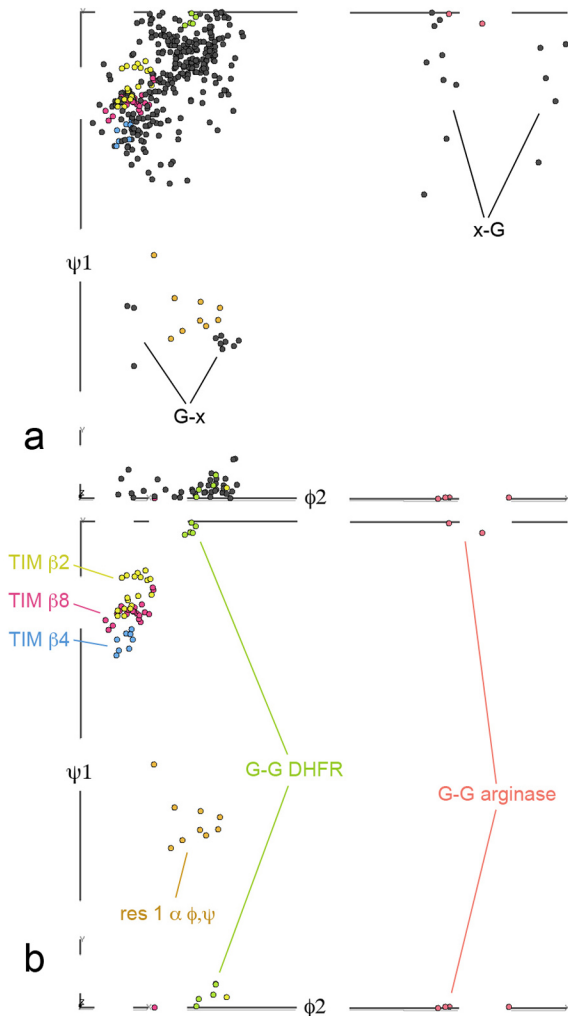 x-G
ψ1
G-x
a
ϕ2
TIM β2
TIM β8
TIM β4
G-G DHFR
ψ1
G-G arginase
res 1 α ϕ,ψ
b
ϕ2